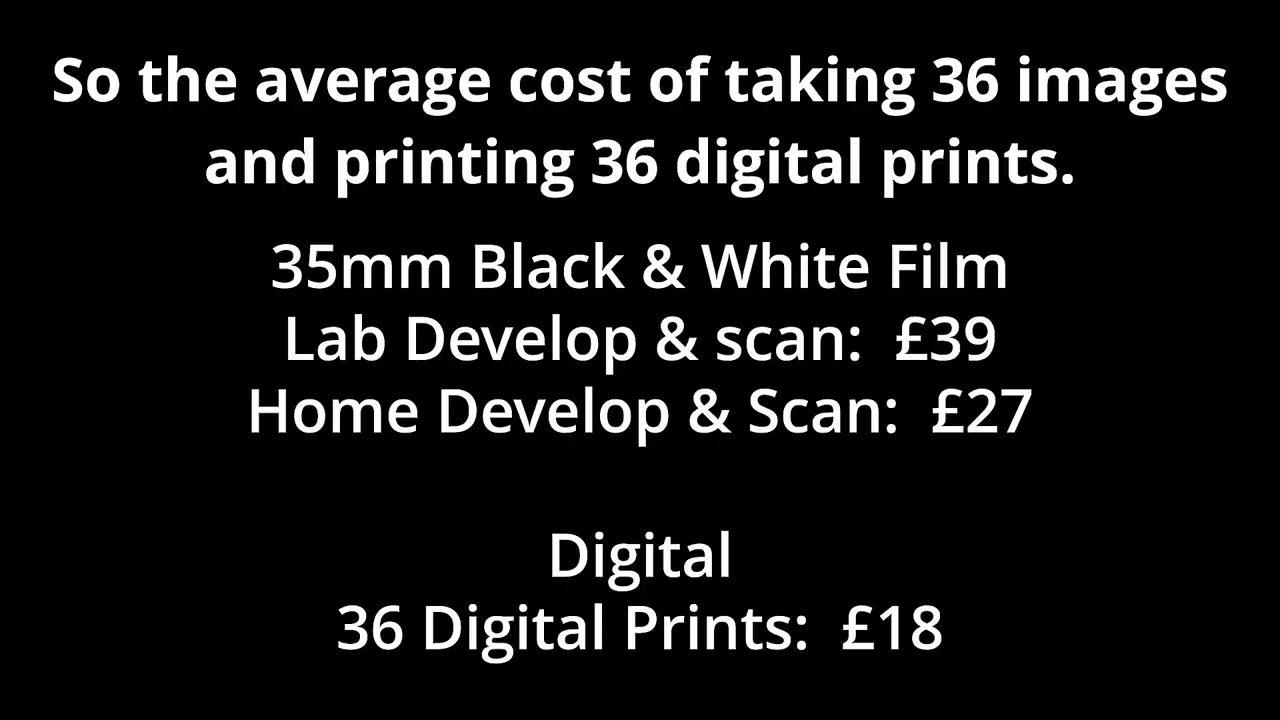 So the average cost of taking 36 images
and printing 36 digital prints.
35mm Black & White Film
Lab Develop & scan:  £39
Home Develop & Scan:  £27
Digital
36 Digital Prints:  £18